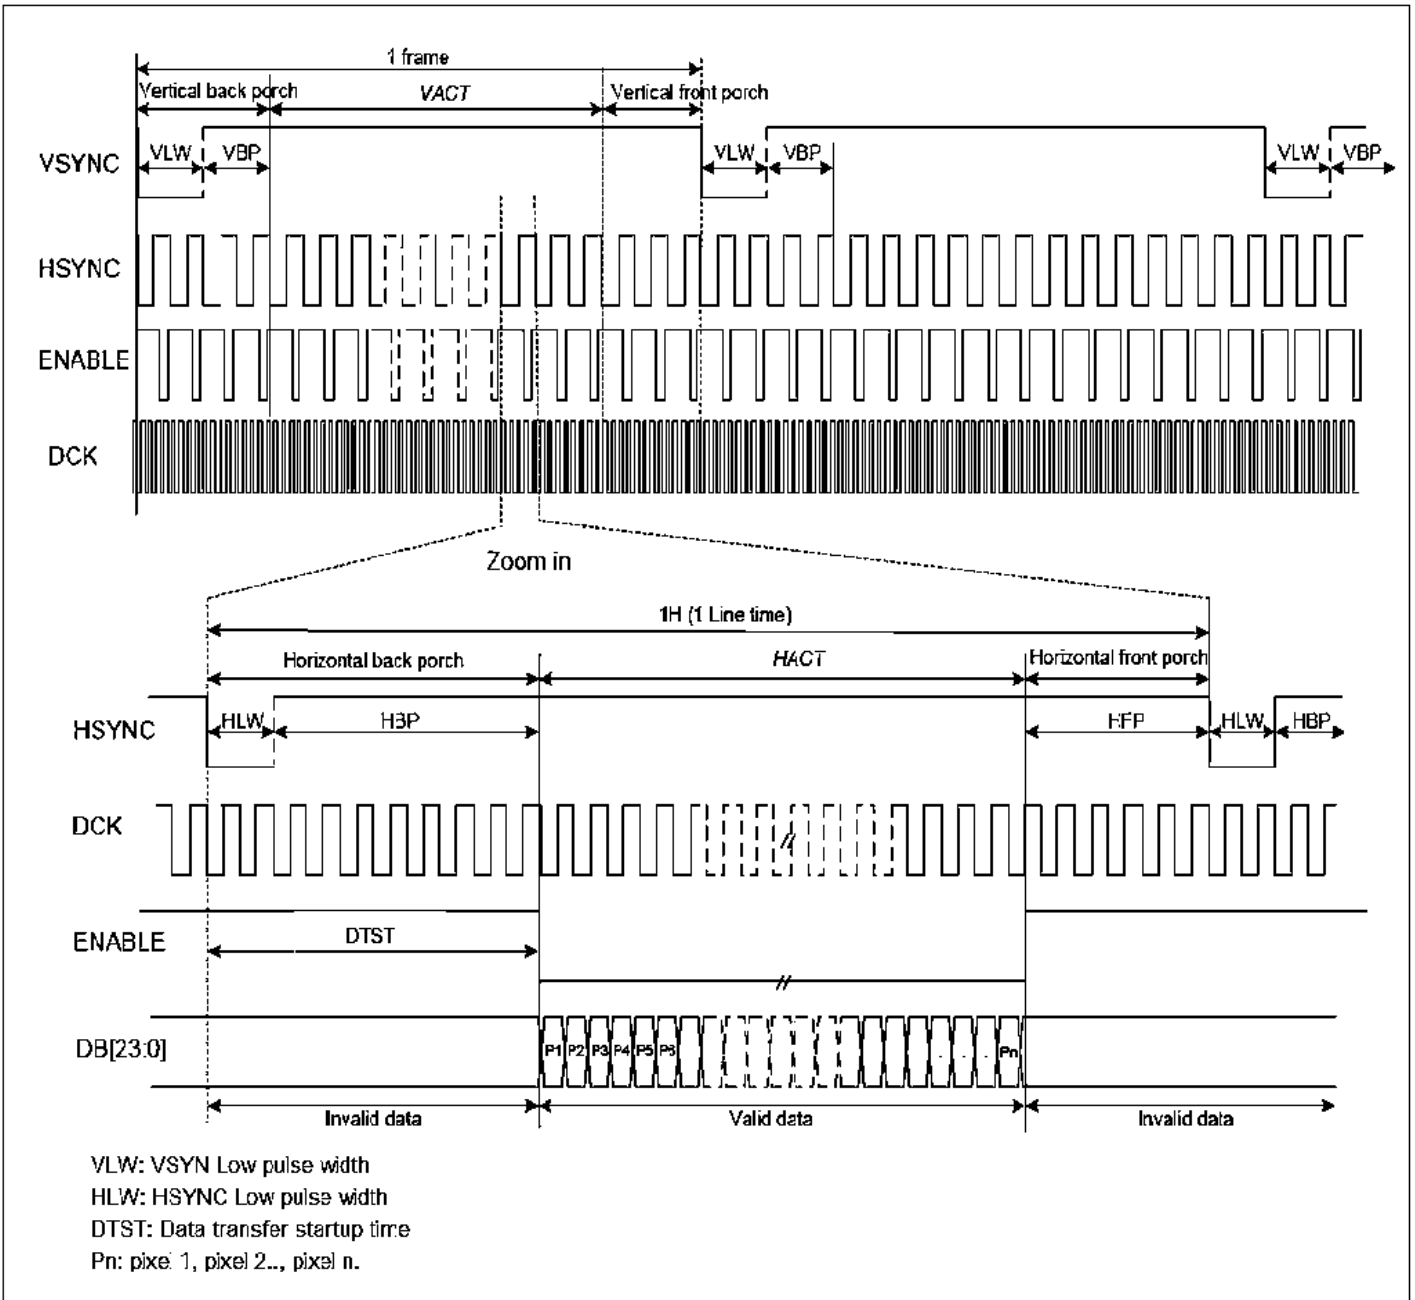 1 frame
Vertical back porch VACT Vertical front porch
VSYNC VLW VBP VLW VBP VLW VBP
HSYNC
ENABLE
DCK
Zoom in
1H (1 Line time)
Horizontal back porch HACT Horizontal front porch
HSYNC HLW HBP HFP HLW HBP
DCK //
ENABLE DTST
//
DB[23:0] P1 P2 P3 P4 P5 P6 . . . Pn
Invalid data Valid data Invalid data
VLW: VSYN Low pulse width
HLW: HSYNC Low pulse width
DTST: Data transfer startup time
Pn: pixel 1, pixel 2.., pixel n.